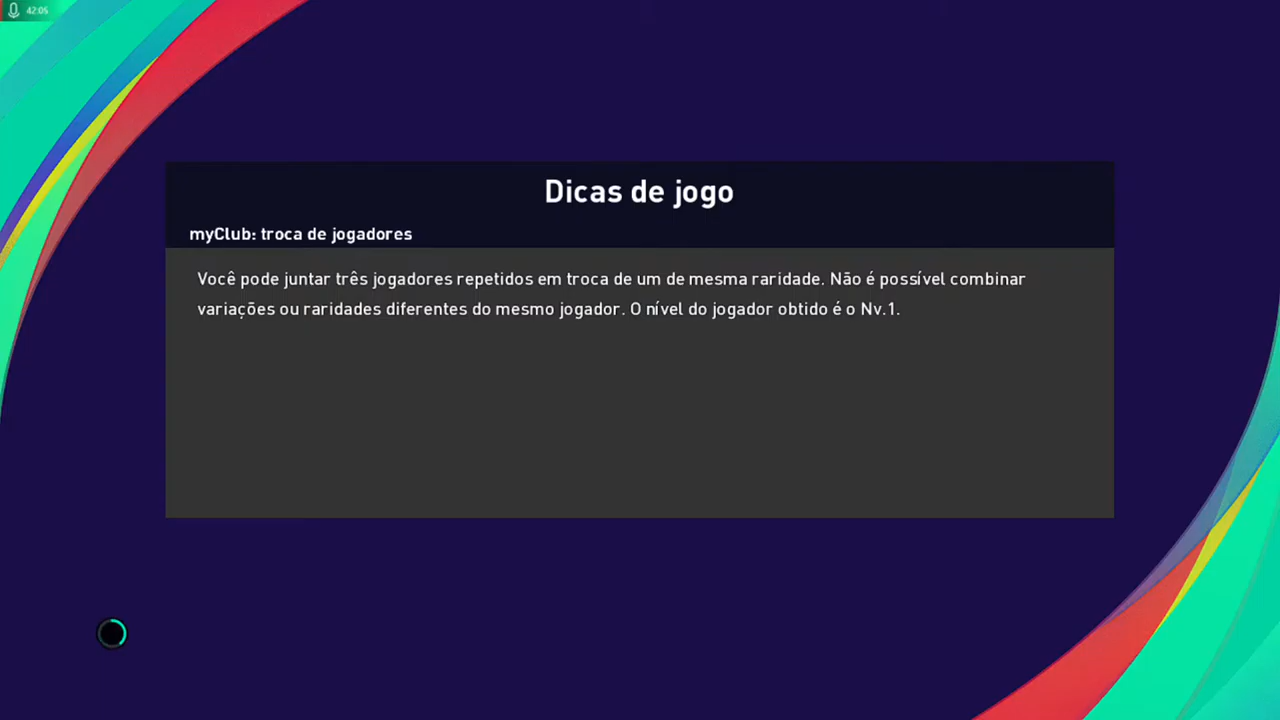 42:05
Dicas de jogo
myClub: troca de jogadores
Você pode juntar três jogadores repetidos em troca de um de mesma raridade. Não é possível combinar
variações ou raridades diferentes do mesmo jogador. O nível do jogador obtido é o Nv.1.